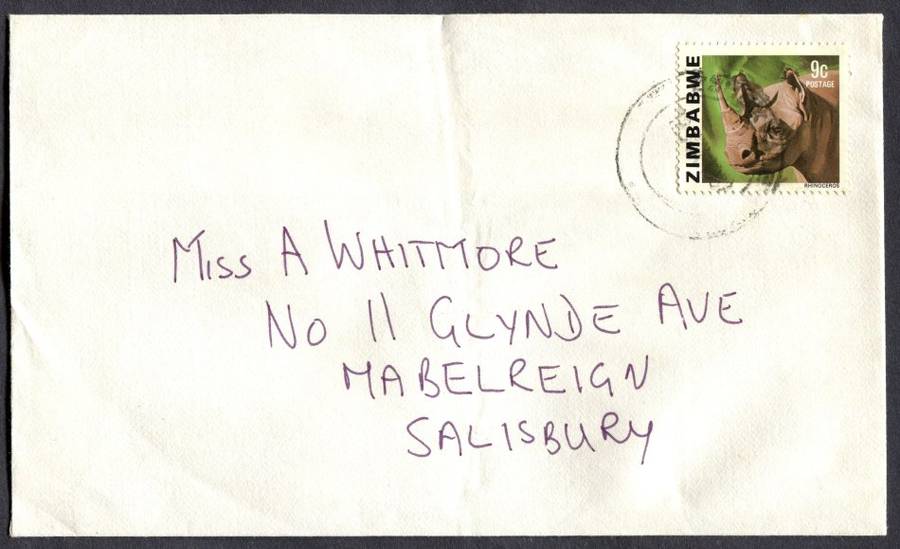 ZIMBABWE
9c
POSTAGE
RHINOCEROS
Miss A WHITMORE
No 11 GLYNDE AVE
MABELREIGN
SALISBURY